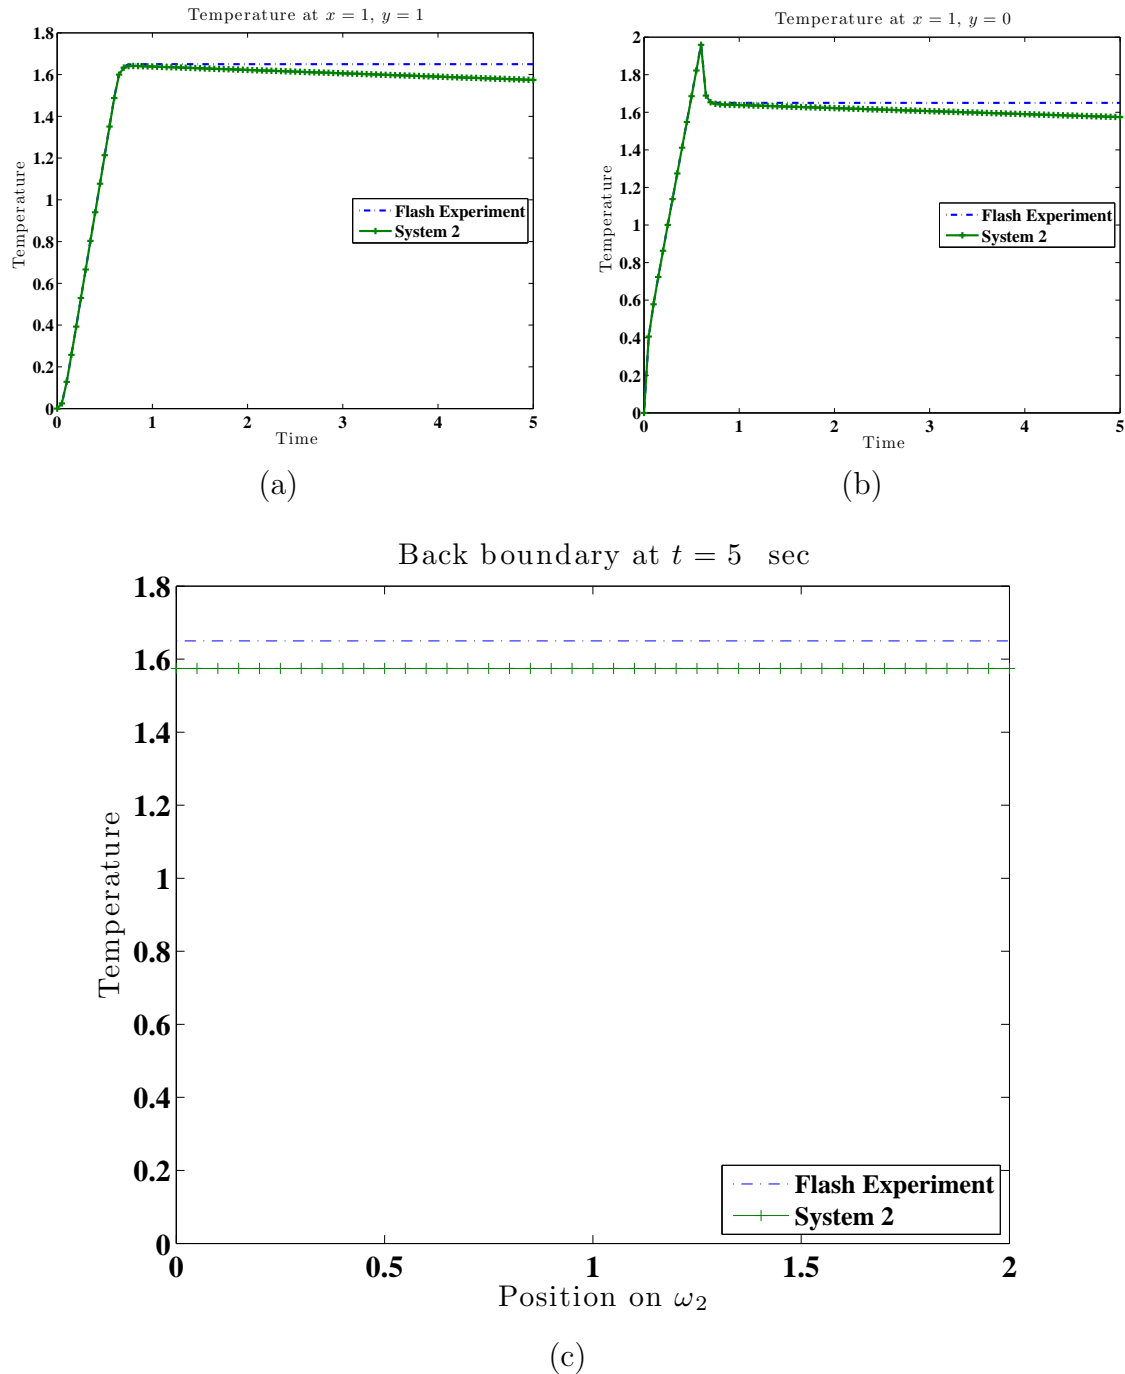 Temperature at x = 1, y = 1
1.8
1.6
1.4
1.2
1
0.8
0.6
0.4
0.2
0
Temperature
Flash Experiment
System 2
0 1 2 3 4 5
Time
(a)
Temperature at x = 1, y = 0
2
1.8
1.6
1.4
1.2
1
0.8
0.6
0.4
0.2
0
Temperature
Flash Experiment
System 2
0 1 2 3 4 5
Time
(b)
Back boundary at t = 5 sec
1.8
1.6
1.4
1.2
1
0.8
0.6
0.4
0.2
0
Temperature
Flash Experiment
System 2
0 0.5 1 1.5 2
Position on ω₂
(c)